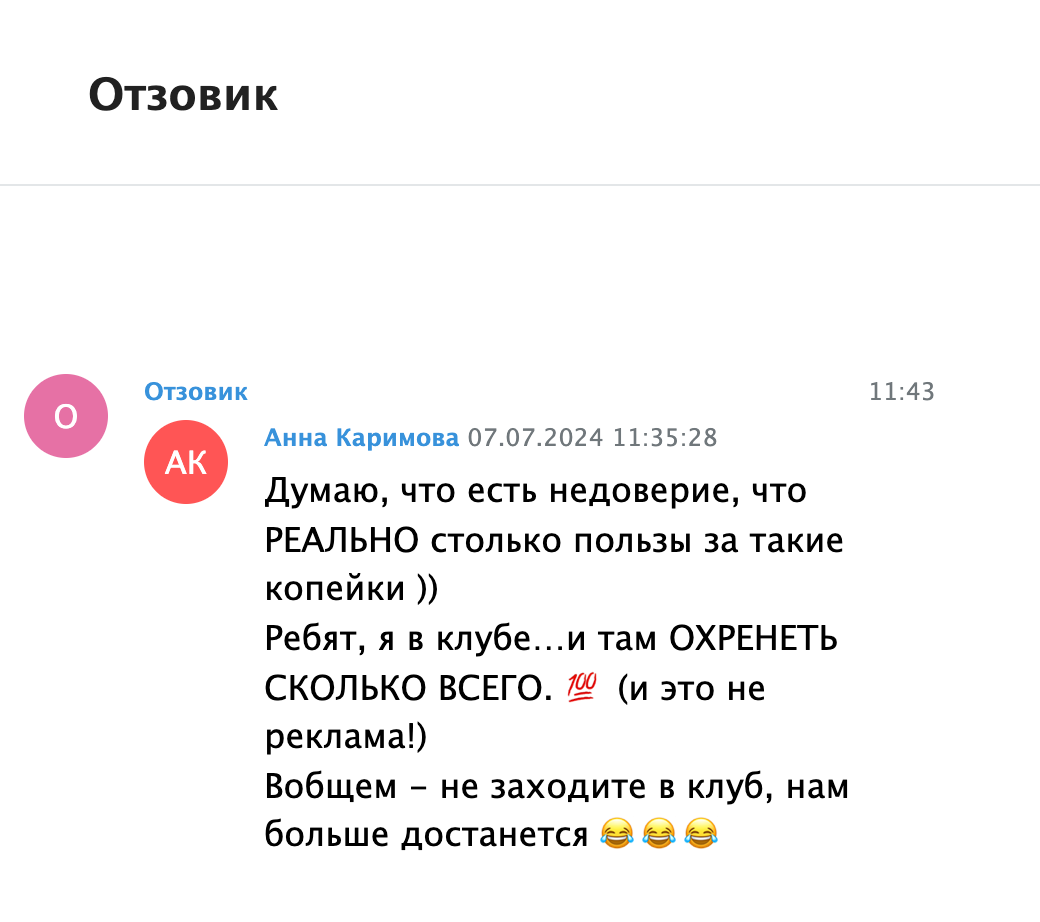 Отзовик
О
Отзовик
11:43
АК
Анна Каримова 07.07.2024 11:35:28
Думаю, что есть недоверие, что
РЕАЛЬНО столько пользы за такие
копейки ))
Ребят, я в клубе...и там ОХРЕНЕТЬ
СКОЛЬКО ВСЕГО. 💯 (и это не
реклама!)
Вобщем – не заходите в клуб, нам
больше достанется 😂😂😂